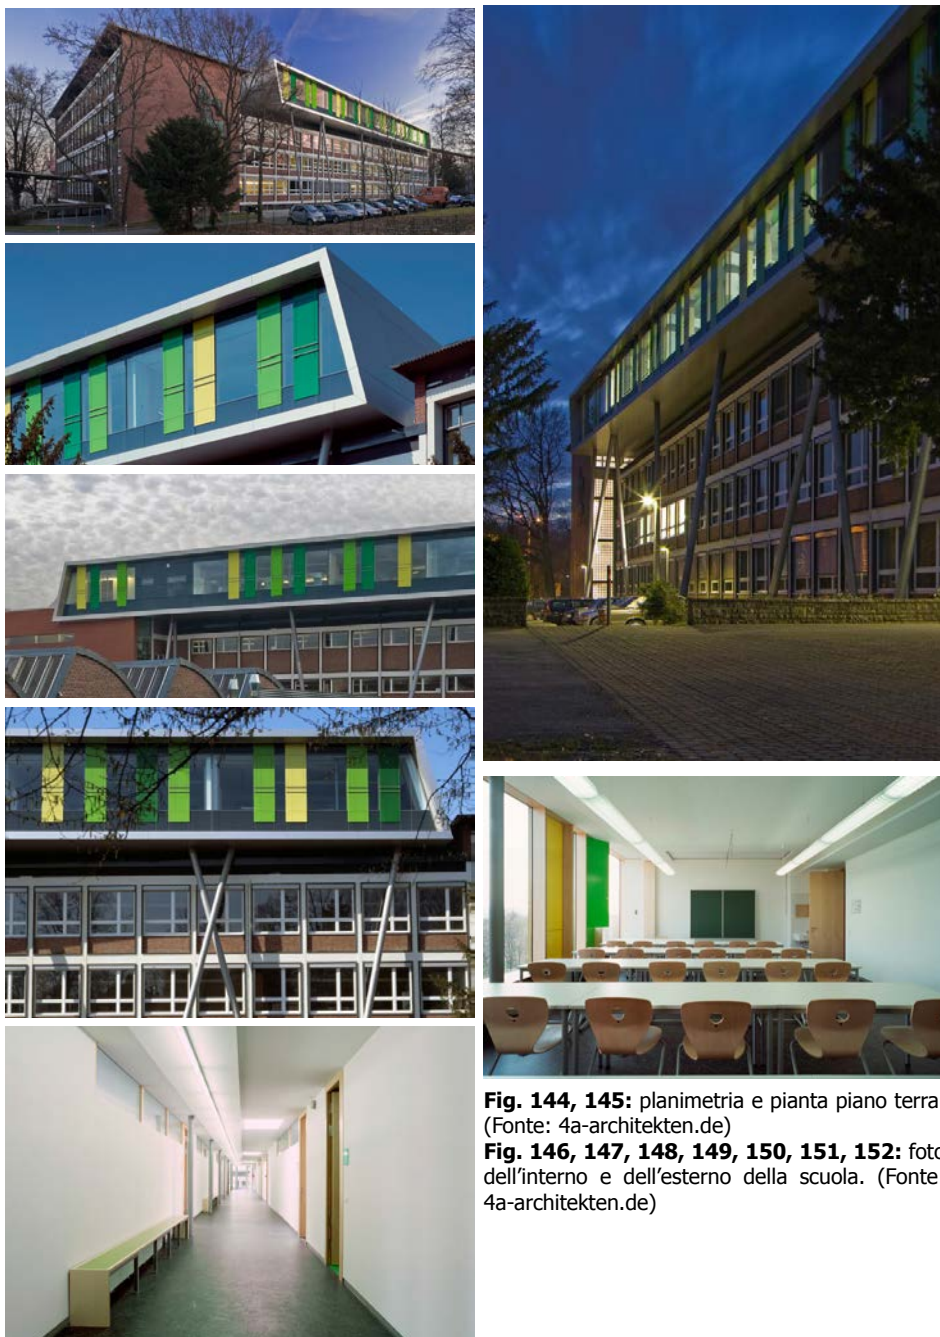 Fig. 144, 145: planimetria e pianta piano terra.
(Fonte: 4a-architekten.de)
Fig. 146, 147, 148, 149, 150, 151, 152: foto
dell'interno e dell'esterno della scuola. (Fonte:
4a-architekten.de)